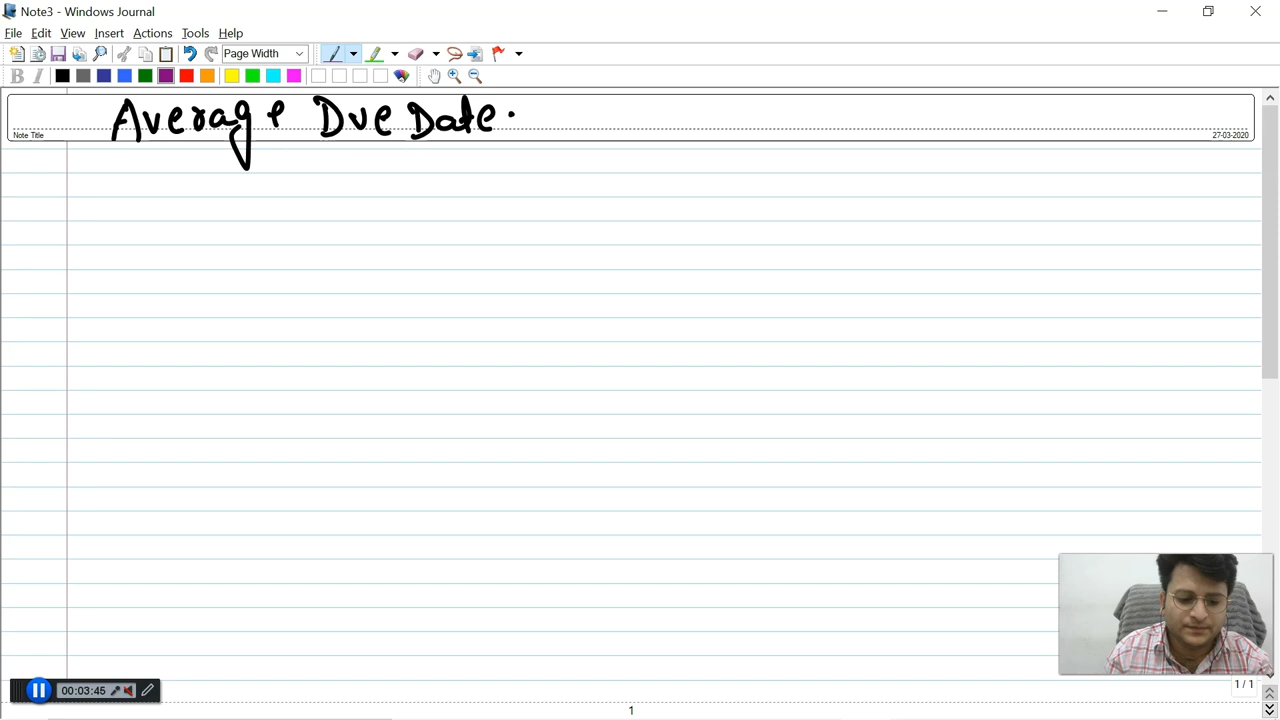 Note3 - Windows Journal
File Edit View Insert Actions Tools Help
Page Width
B I
Average Due Date.
Note Title
27-03-2020
00:03:45
1 / 1
1